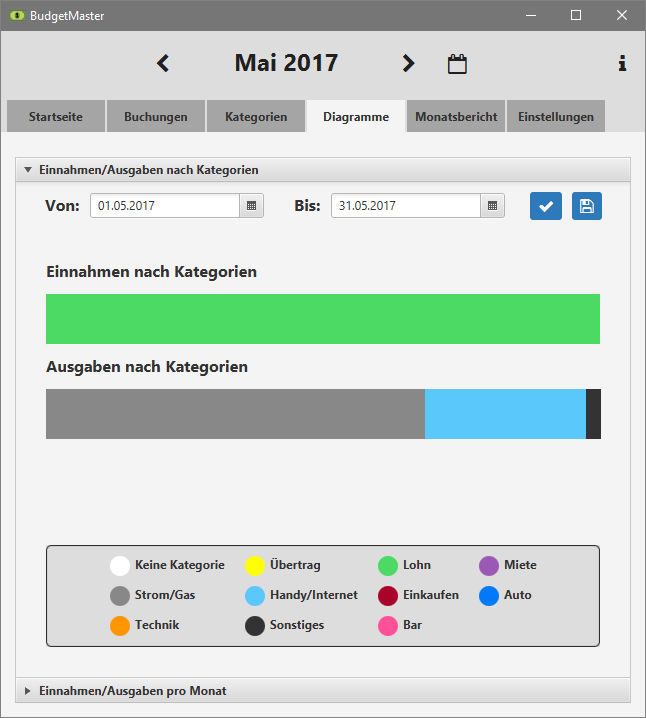 BudgetMaster
Mai 2017
Startseite Buchungen Kategorien Diagramme Monatsbericht Einstellungen
Einnahmen/Ausgaben nach Kategorien
Von: 01.05.2017 Bis: 31.05.2017
Einnahmen nach Kategorien
Ausgaben nach Kategorien
Keine Kategorie Übertrag Lohn Miete
Strom/Gas Handy/Internet Einkaufen Auto
Technik Sonstiges Bar
Einnahmen/Ausgaben pro Monat